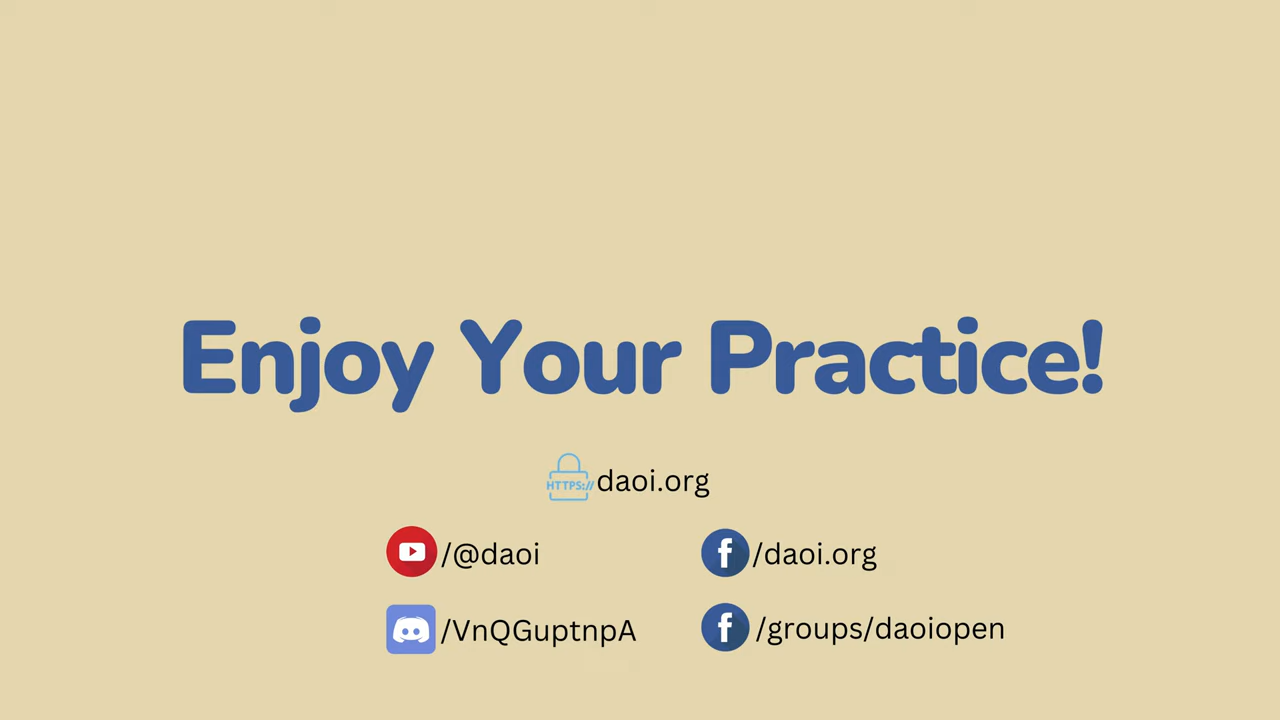 Enjoy Your Practice!
HTTPS:// daoi.org
/@daoi
/daoi.org
/VnQGuptnpA
/groups/daoiopen